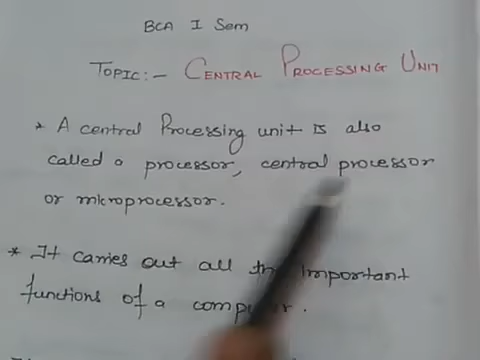 BCA I Sem
TOPIC:- CENTRAL PROCESSING UNIT
* A central Processing unit is also
called a processor, central processor
or microprocessor.
* It carries out all the important
functions of a computer.